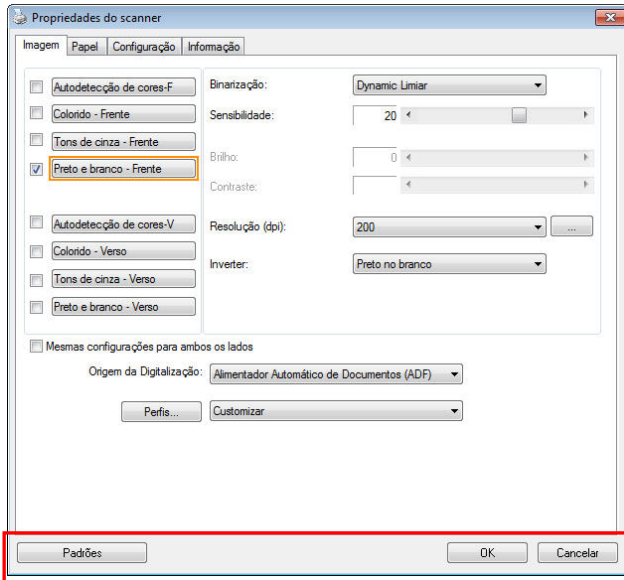 Propriedades do scanner
Imagem Papel Configuração Informação
Autodetecção de cores-F
Colorido - Frente
Tons de cinza - Frente
Preto e branco - Frente
Autodetecção de cores-V
Colorido - Verso
Tons de cinza - Verso
Preto e branco - Verso
Binarização: Dynamic Limiar
Sensibilidade: 20
Brilho: 0
Contraste:
Resolução (dpi): 200 ...
Inverter: Preto no branco
Mesmas configurações para ambos os lados
Origem da Digitalização: Alimentador Automático de Documentos (ADF)
Perfis... Customizar
Padrões OK Cancelar